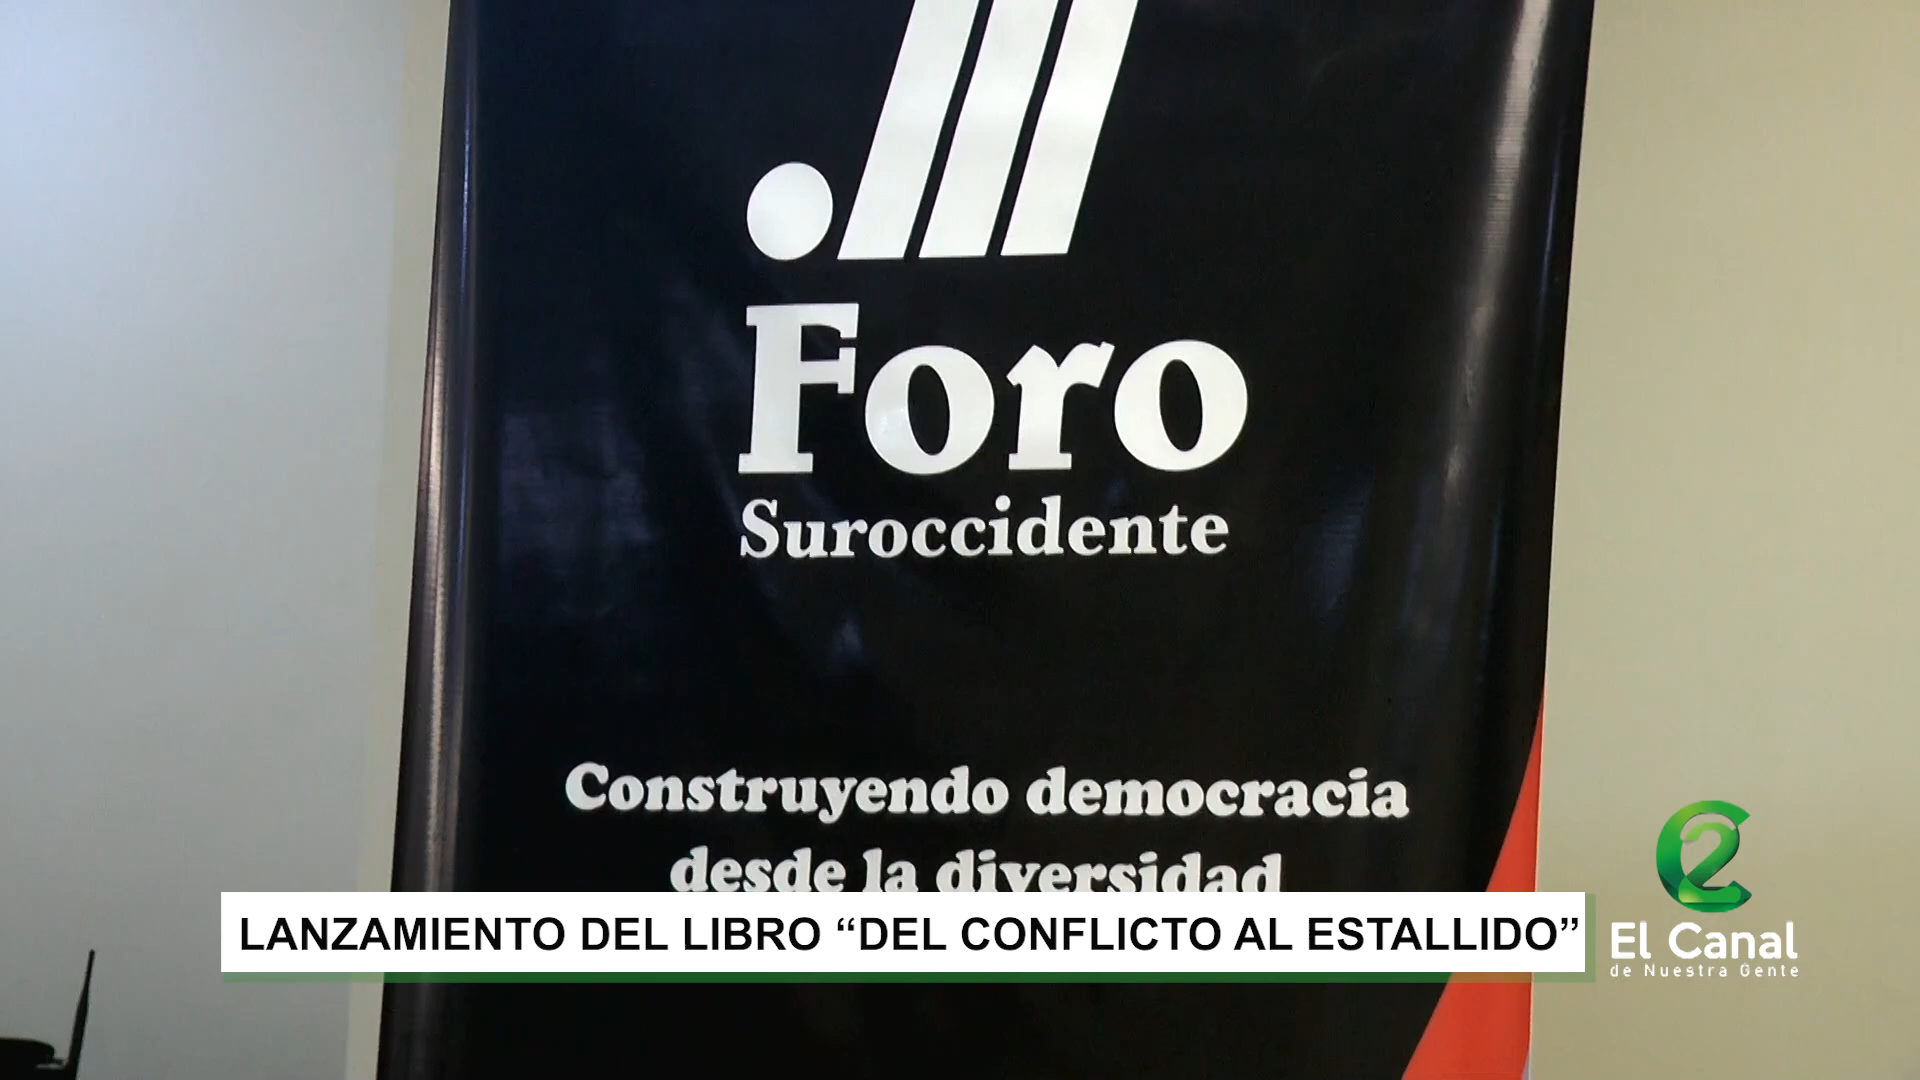 Foro
Suroccidente
Construyendo democracia
desde la diversidad
LANZAMIENTO DEL LIBRO “DEL CONFLICTO AL ESTALLIDO”
C2
El Canal
de Nuestra Gente